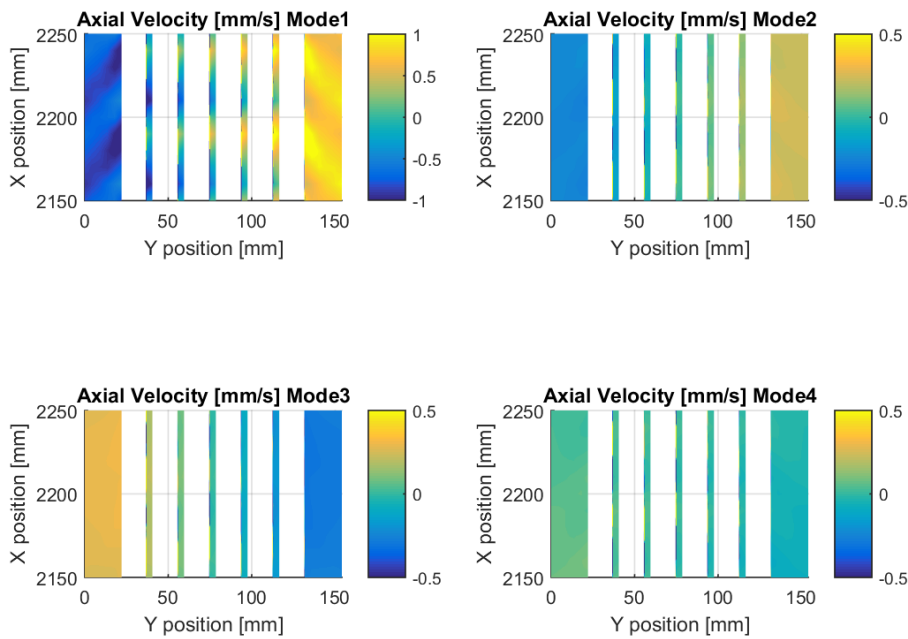 Axial Velocity [mm/s] Mode1
2250
2200
2150
X position [mm]
0 50 100 150
Y position [mm]
1
0.5
0
-0.5
-1
Axial Velocity [mm/s] Mode2
2250
2200
2150
X position [mm]
0 50 100 150
Y position [mm]
0.5
0
-0.5
Axial Velocity [mm/s] Mode3
2250
2200
2150
X position [mm]
0 50 100 150
Y position [mm]
0.5
0
-0.5
Axial Velocity [mm/s] Mode4
2250
2200
2150
X position [mm]
0 50 100 150
Y position [mm]
0.5
0
-0.5